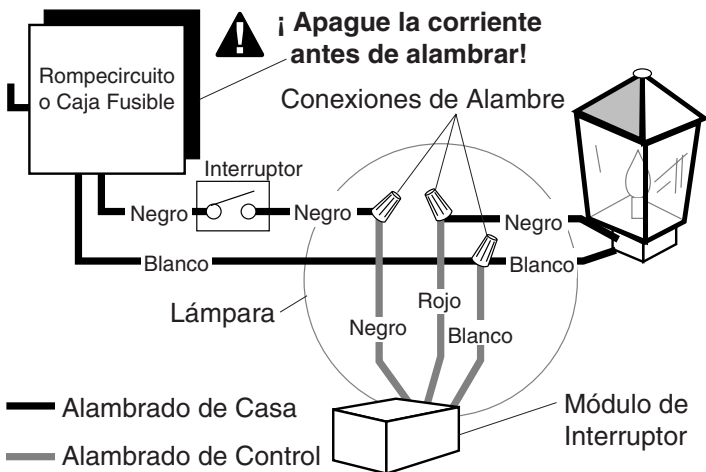 ¡ Apague la corriente
antes de alambrar!
Rompecircuito
o Caja Fusible
Conexiones de Alambre
Interruptor
Negro
Negro
Negro
Blanco
Blanco
Lámpara
Rojo
Negro
Blanco
Alambrado de Casa
Alambrado de Control
Módulo de
Interruptor